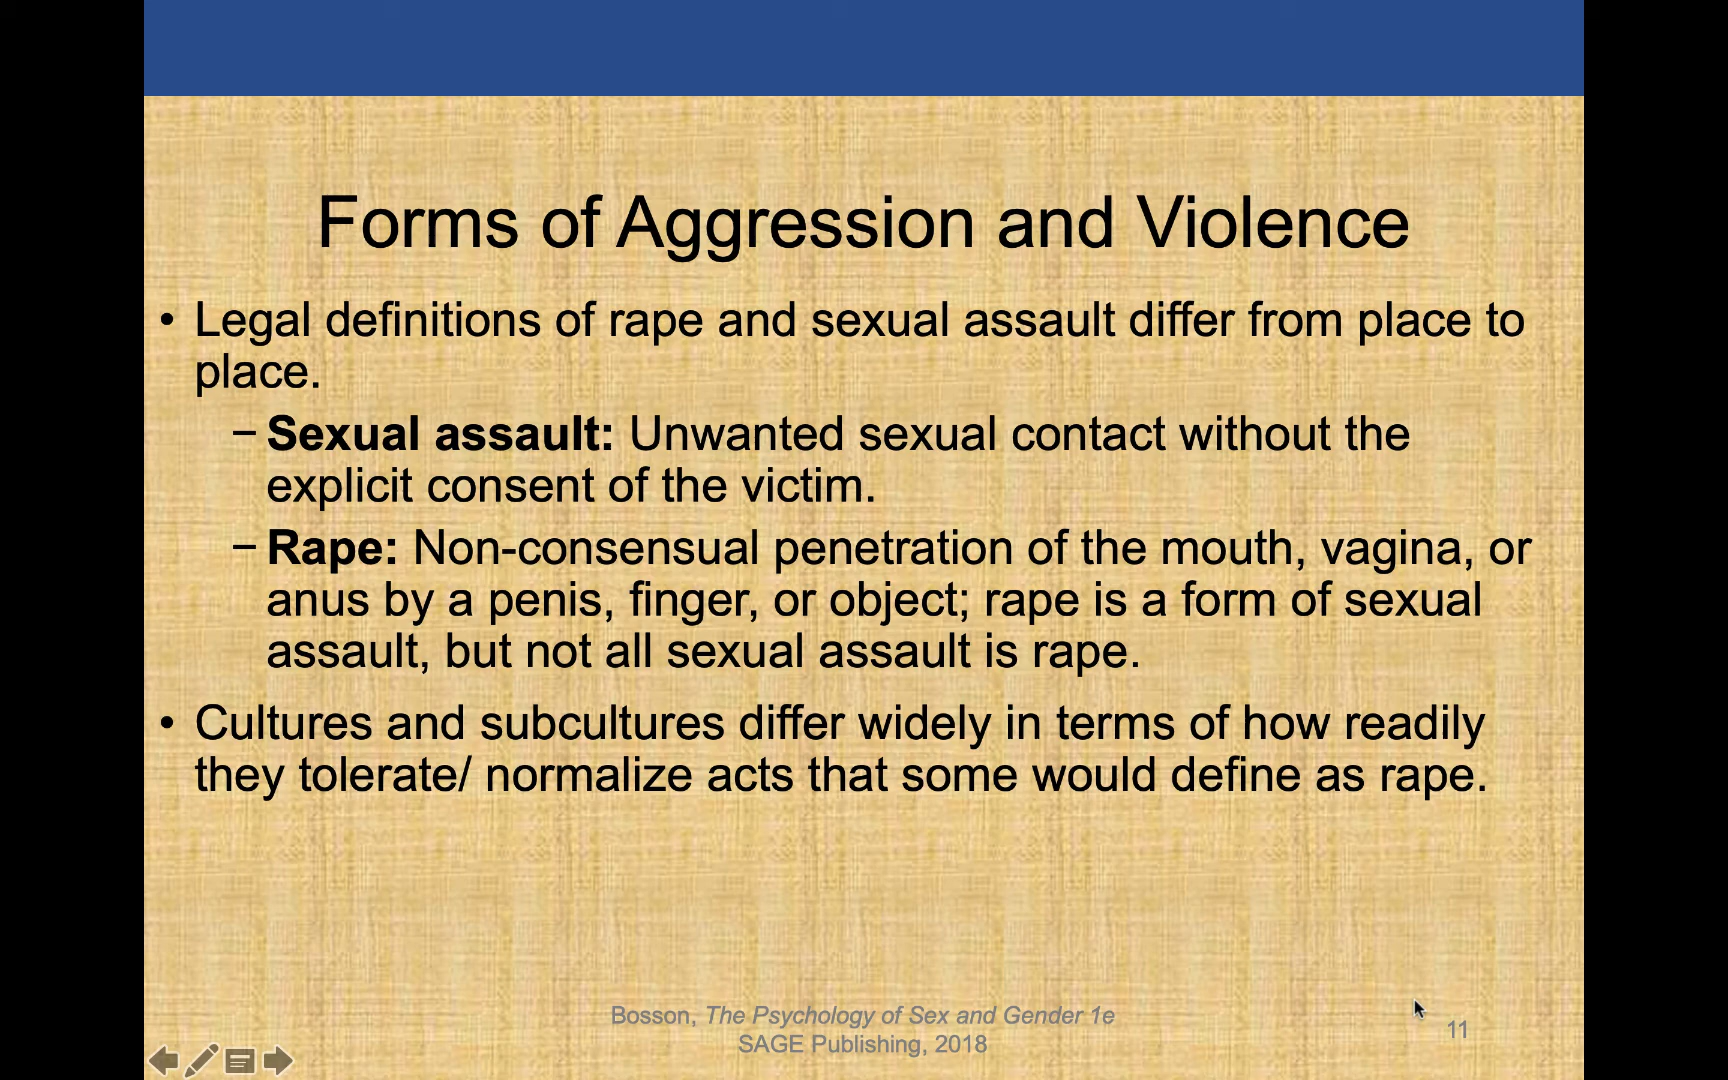 Forms of Aggression and Violence
• Legal definitions of rape and sexual assault differ from place to
place.
– Sexual assault: Unwanted sexual contact without the
explicit consent of the victim.
– Rape: Non-consensual penetration of the mouth, vagina, or
anus by a penis, finger, or object; rape is a form of sexual
assault, but not all sexual assault is rape.
• Cultures and subcultures differ widely in terms of how readily
they tolerate/ normalize acts that some would define as rape.
Bosson, The Psychology of Sex and Gender 1e
SAGE Publishing, 2018
11